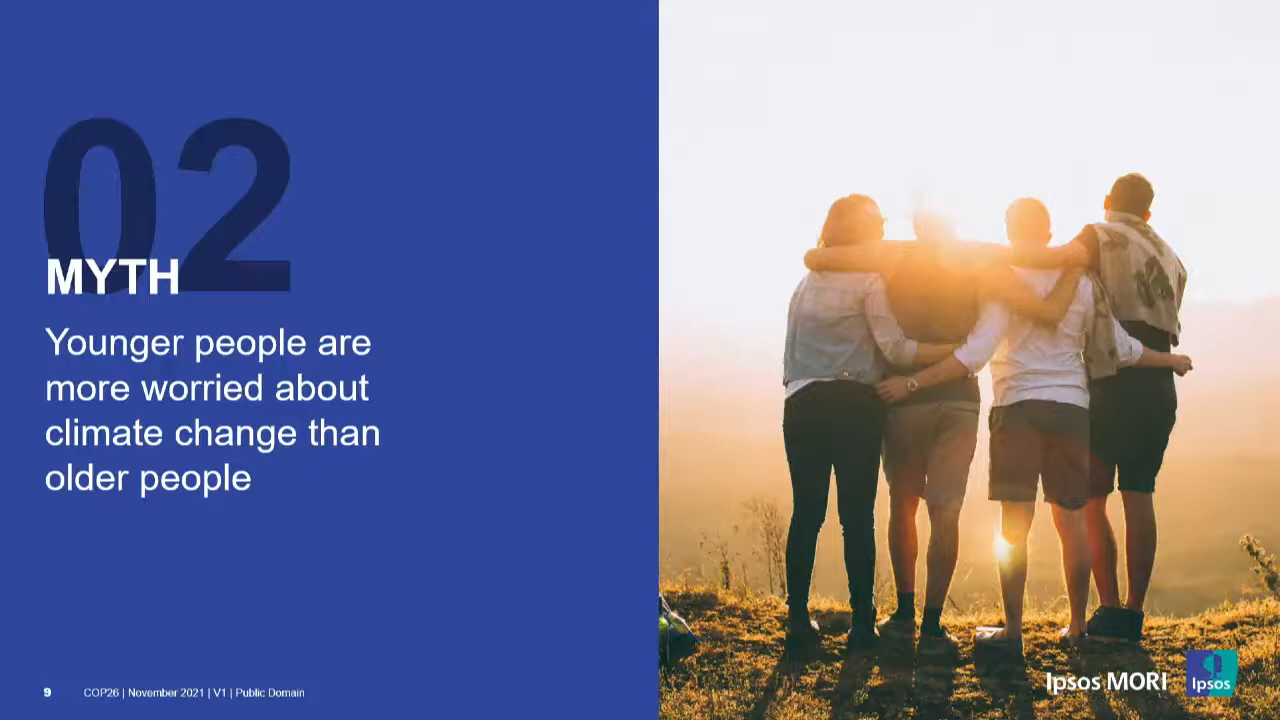 02
MYTH
Younger people are
more worried about
climate change than
older people
9 COP26 | November 2021 | V1 | Public Domain
Ipsos MORI
Ipsos